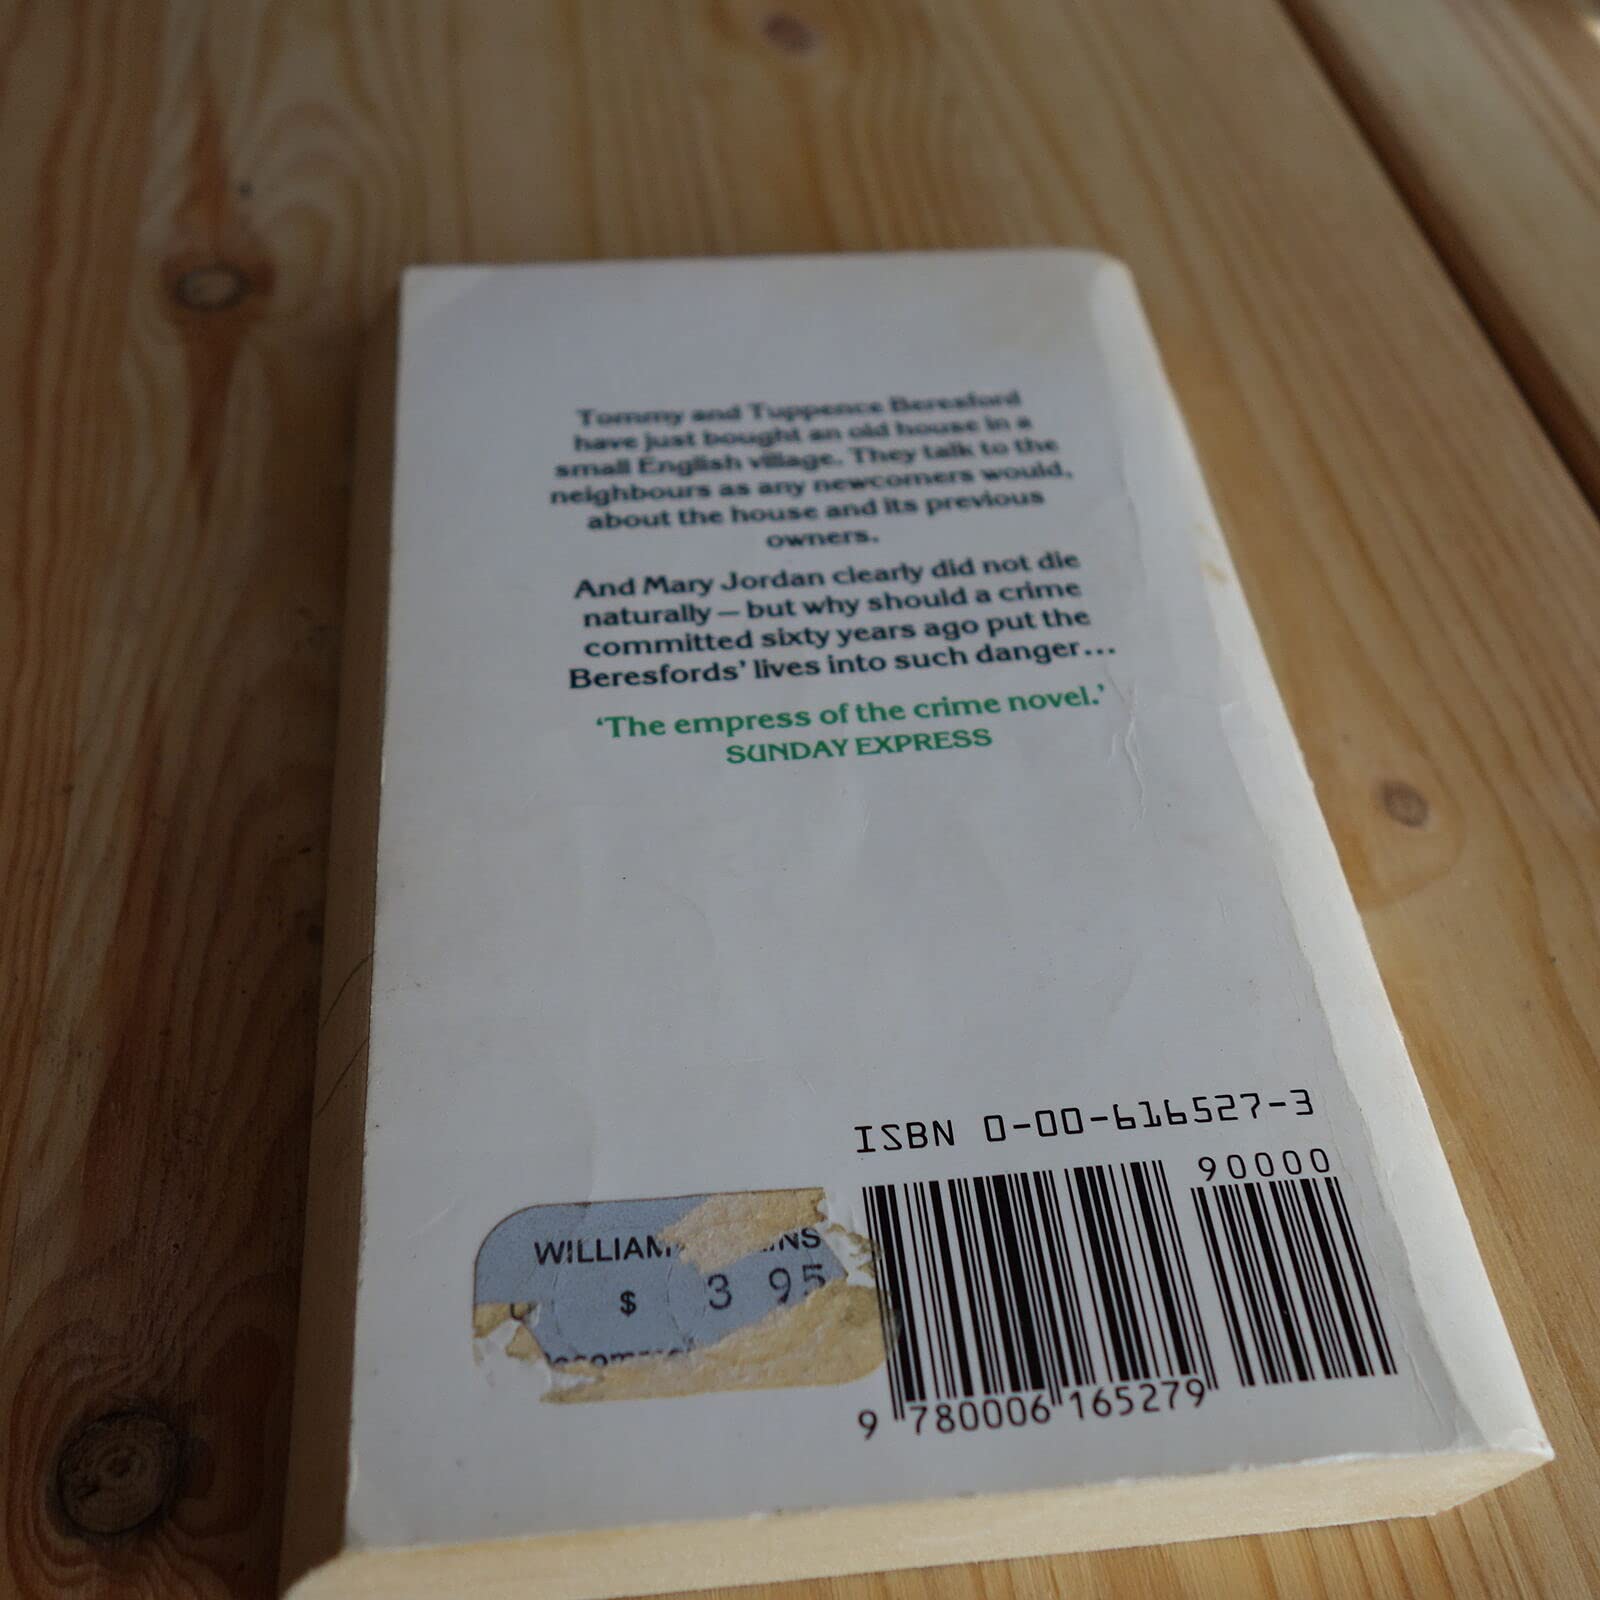 Tommy and Tuppence Beresford
have just bought an old house in a
small English village. They talk to the
neighbours as any newcomers would,
about the house and its previous
owners.
And Mary Jordan clearly did not die
naturally – but why should a crime
committed sixty years ago put the
Beresfords' lives into such danger...
'The empress of the crime novel.'
SUNDAY EXPRESS
ISBN 0-00-616527-3
90000
WILLIAM
$ 3 95
9 780006 165279